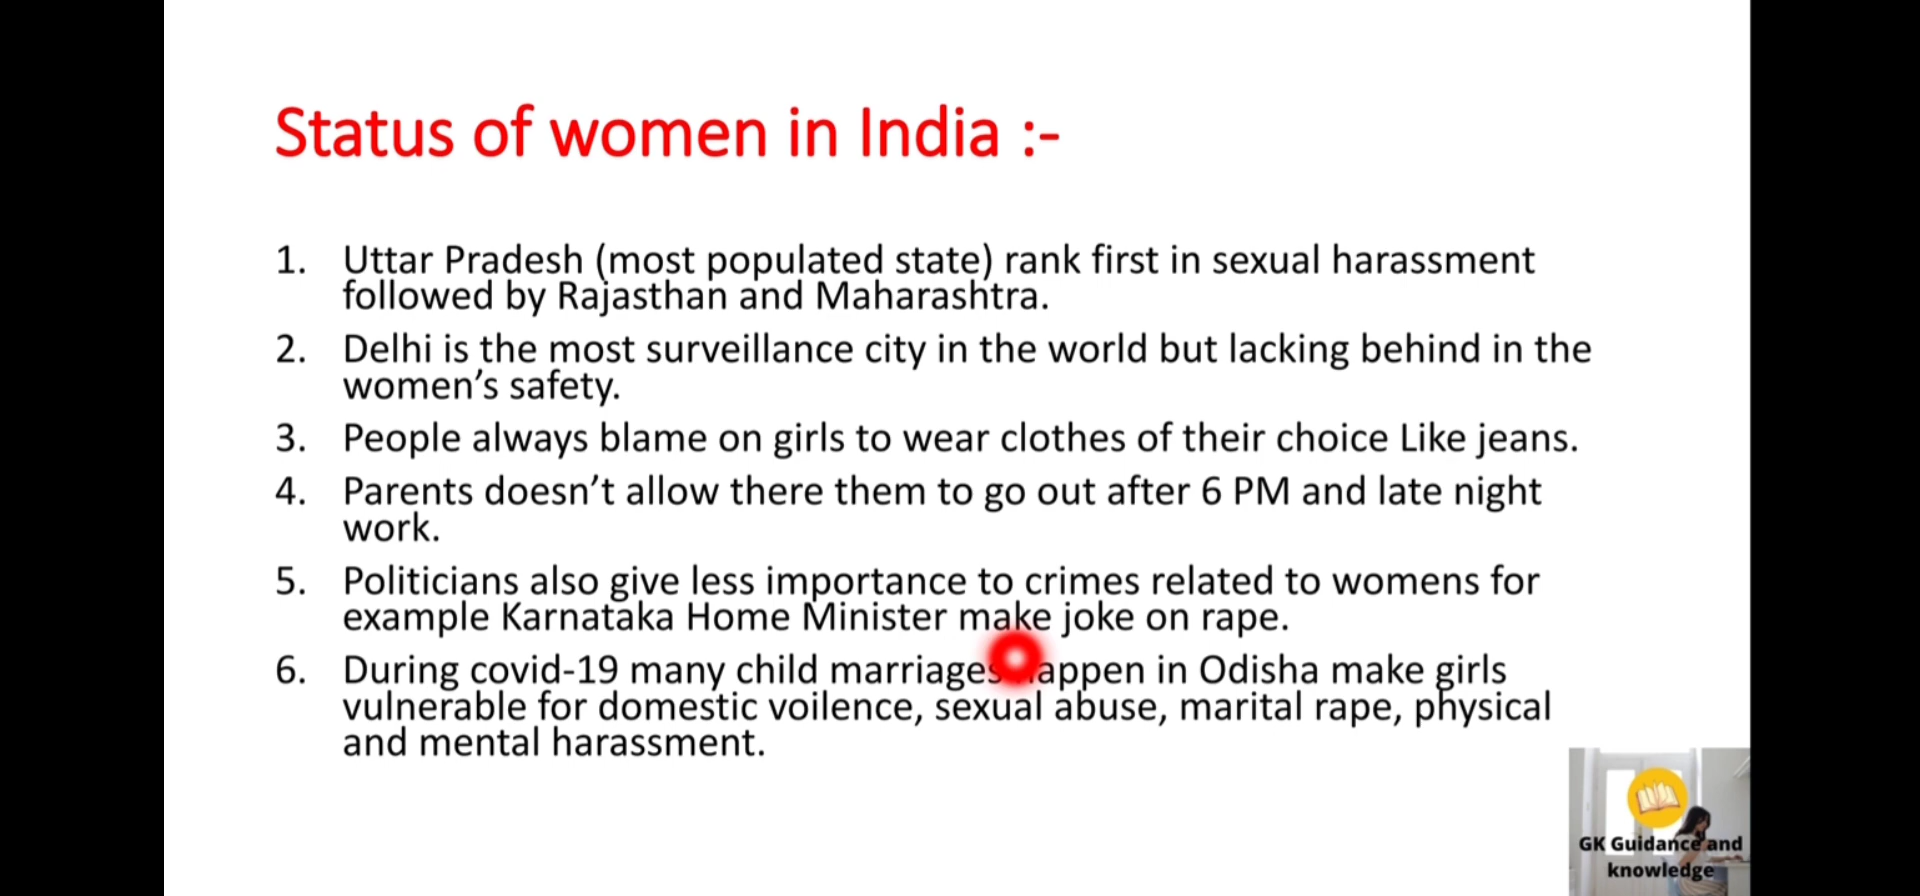 Status of women in India :-
1. Uttar Pradesh (most populated state) rank first in sexual harassment
followed by Rajasthan and Maharashtra.
2. Delhi is the most surveillance city in the world but lacking behind in the
women’s safety.
3. People always blame on girls to wear clothes of their choice Like jeans.
4. Parents doesn’t allow there them to go out after 6 PM and late night
work.
5. Politicians also give less importance to crimes related to womens for
example Karnataka Home Minister make joke on rape.
6. During covid-19 many child marriages happen in Odisha make girls
vulnerable for domestic voilence, sexual abuse, marital rape, physical
and mental harassment.
GK Guidance and
knowledge